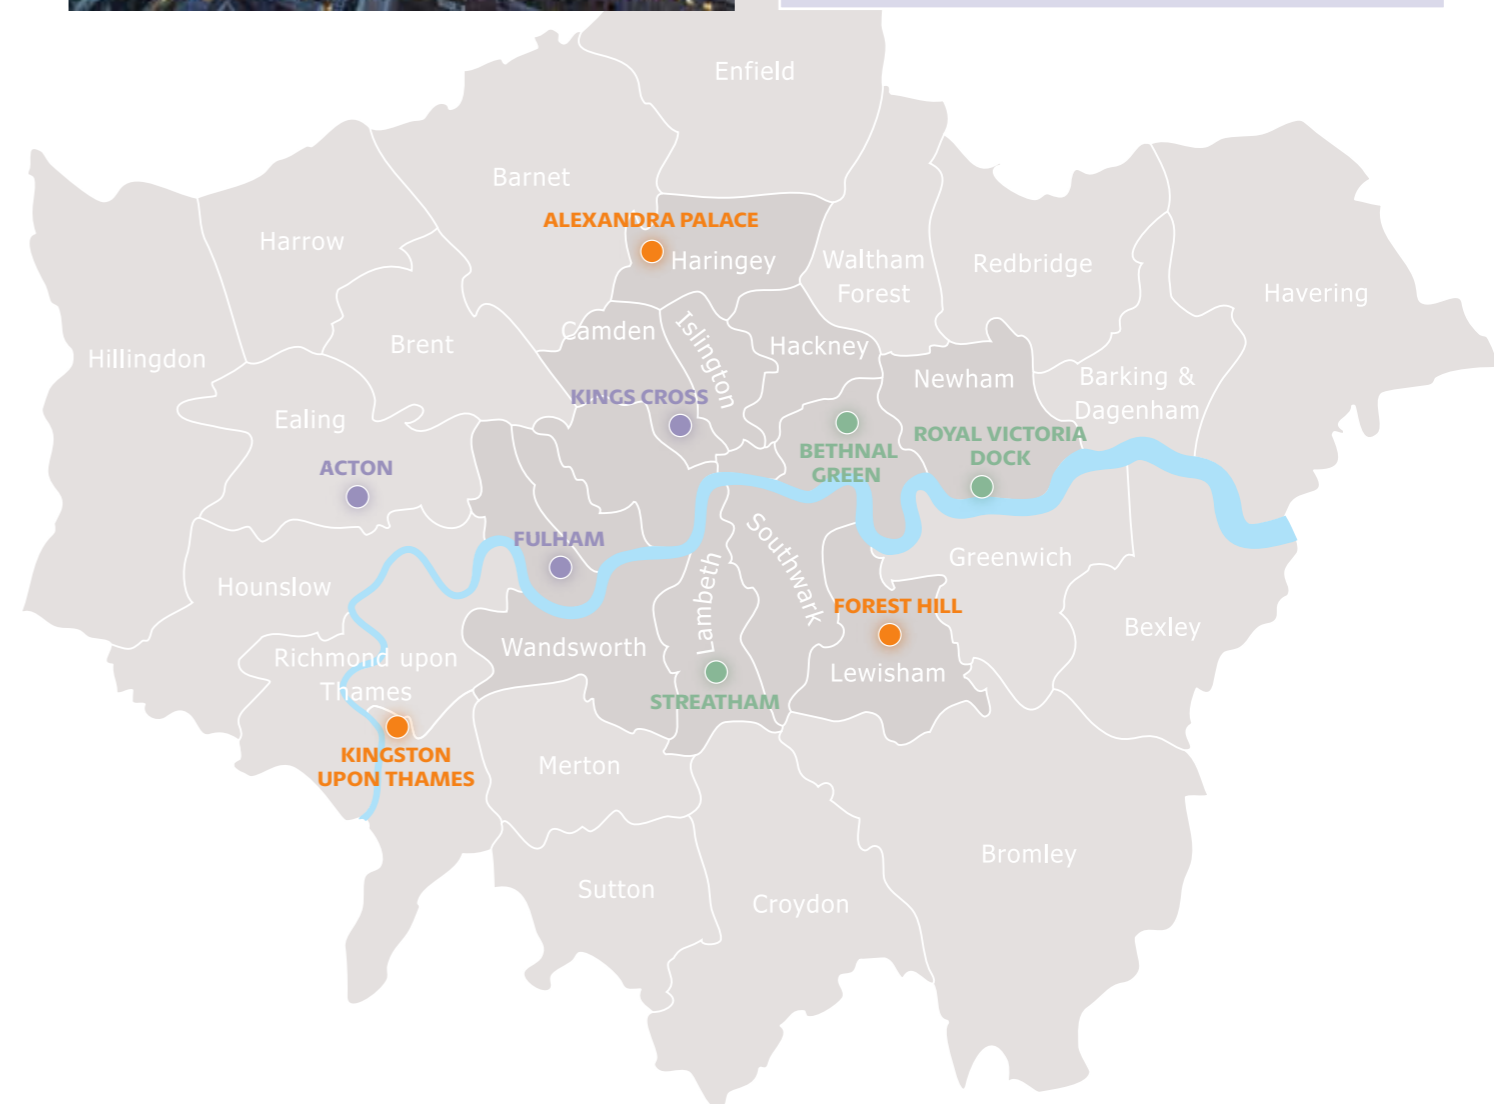 Enfield
Barnet
ALEXANDRA PALACE
Harrow
Haringey
Waltham
Forest
Redbridge
Havering
Camden
Islington
Hackney
Brent
Hillingdon
Newham
Barking &
Dagenham
KINGS CROSS
Ealing
BETHNAL
GREEN
ROYAL VICTORIA
DOCK
ACTON
FULHAM
Southwark
Greenwich
Hounslow
Lambeth
FOREST HILL
Bexley
Wandsworth
Richmond upon
Thames
Lewisham
STREATHAM
KINGSTON
UPON THAMES
Merton
Bromley
Sutton
Croydon